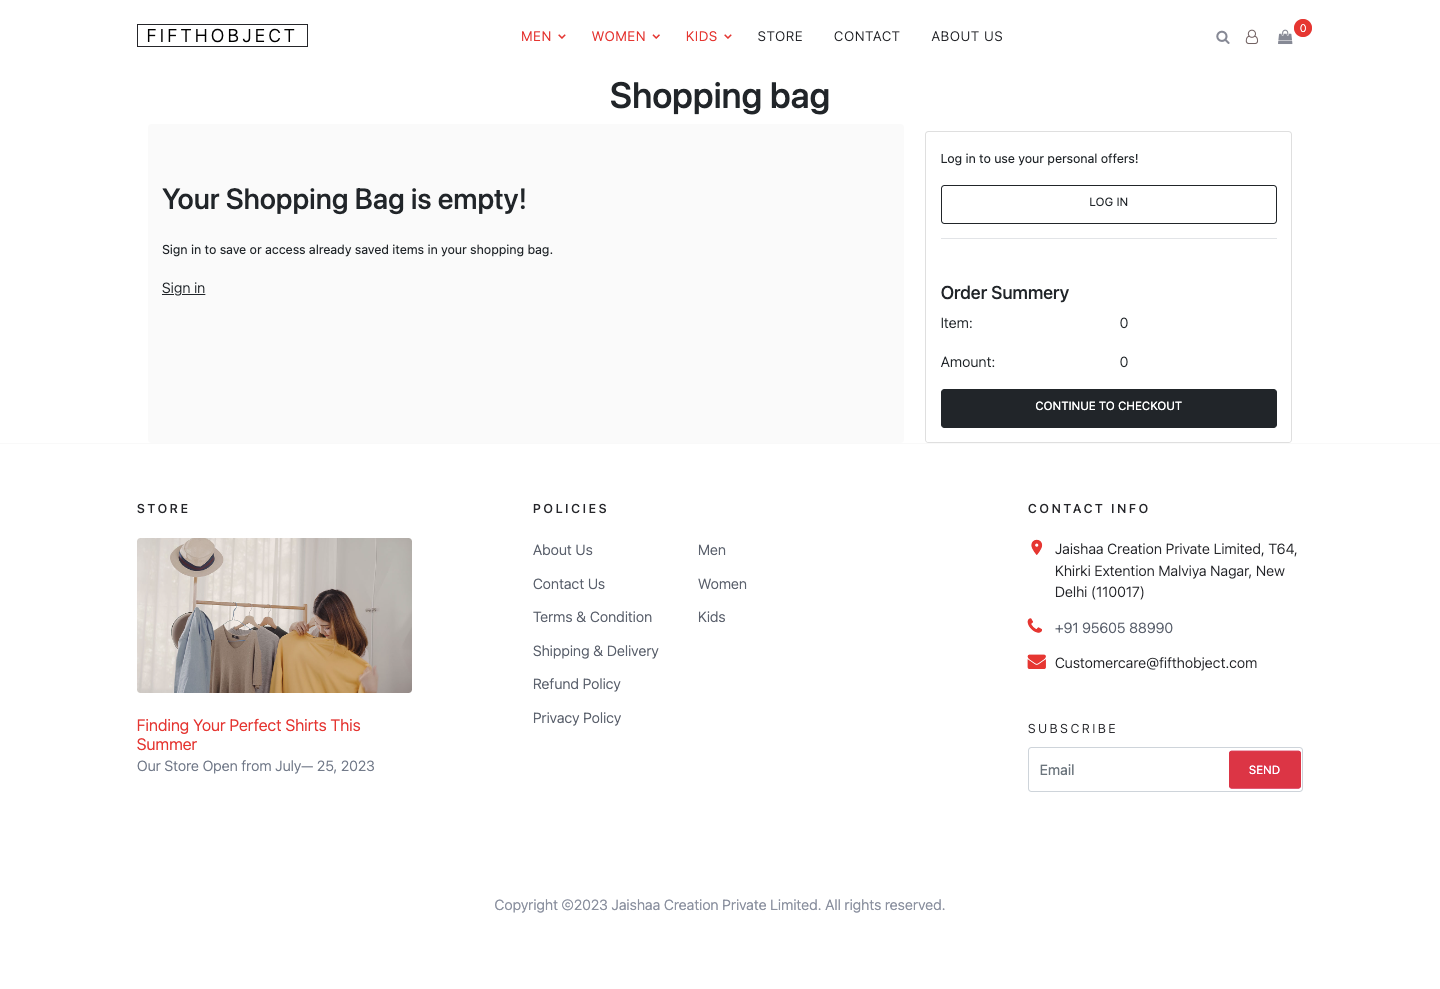 FIFTHOBJECT
MEN
WOMEN
KIDS
STORE
CONTACT
ABOUT US
0
Shopping bag
Your Shopping Bag is empty!
Sign in to save or access already saved items in your shopping bag.
Sign in
Log in to use your personal offers!
LOG IN
Order Summery
Item: 0
Amount: 0
CONTINUE TO CHECKOUT
STORE
Finding Your Perfect Shirts This
Summer
Our Store Open from July— 25, 2023
POLICIES
About Us
Contact Us
Terms & Condition
Shipping & Delivery
Refund Policy
Privacy Policy
Men
Women
Kids
CONTACT INFO
Jaishaa Creation Private Limited, T64,
Khirki Extention Malviya Nagar, New
Delhi (110017)
+91 95605 88990
Customercare@fifthobject.com
SUBSCRIBE
Email
SEND
Copyright ©2023 Jaishaa Creation Private Limited. All rights reserved.